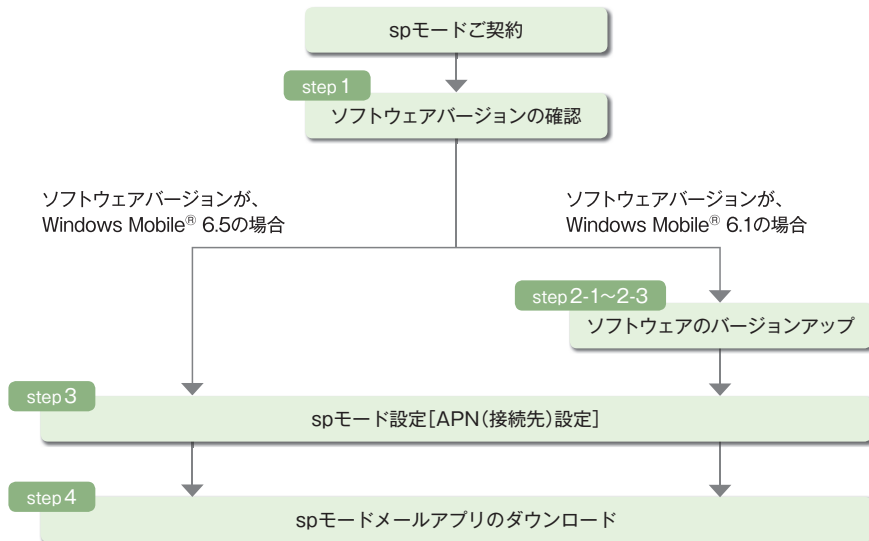 spモードご契約
step 1
ソフトウェアバージョンの確認
ソフトウェアバージョンが、
Windows Mobile® 6.5の場合
ソフトウェアバージョンが、
Windows Mobile® 6.1の場合
step 2-1～2-3
ソフトウェアのバージョンアップ
step 3
spモード設定[APN(接続先)設定]
step 4
spモードメールアプリのダウンロード